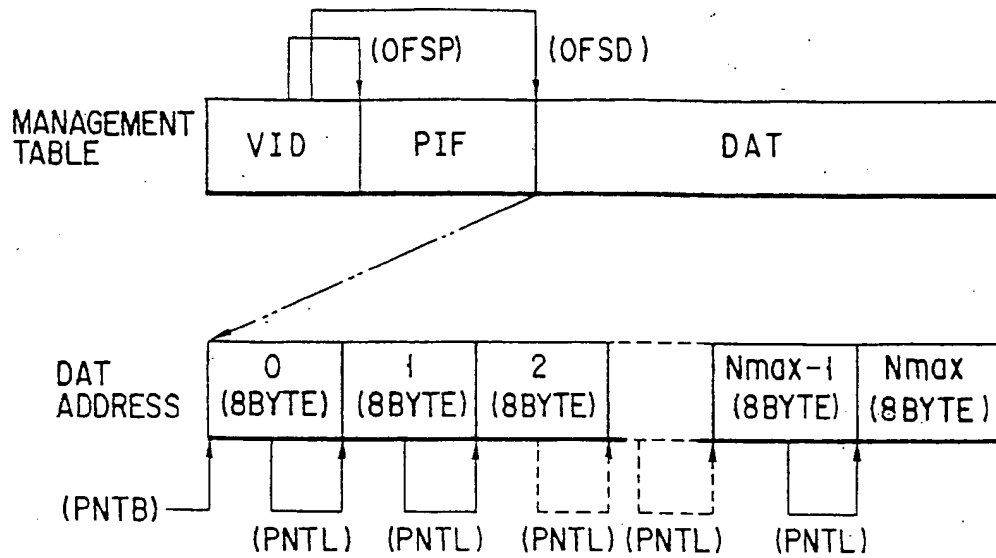 (OFSP) (OFSD)
MANAGEMENT
TABLE
VID PIF DAT
DAT
ADDRESS
0 1 2 Nmax-1 Nmax
(8BYTE) (8BYTE) (8BYTE) (8BYTE) (8BYTE)
(PNTB)
(PNTL) (PNTL) (PNTL) (PNTL) (PNTL)